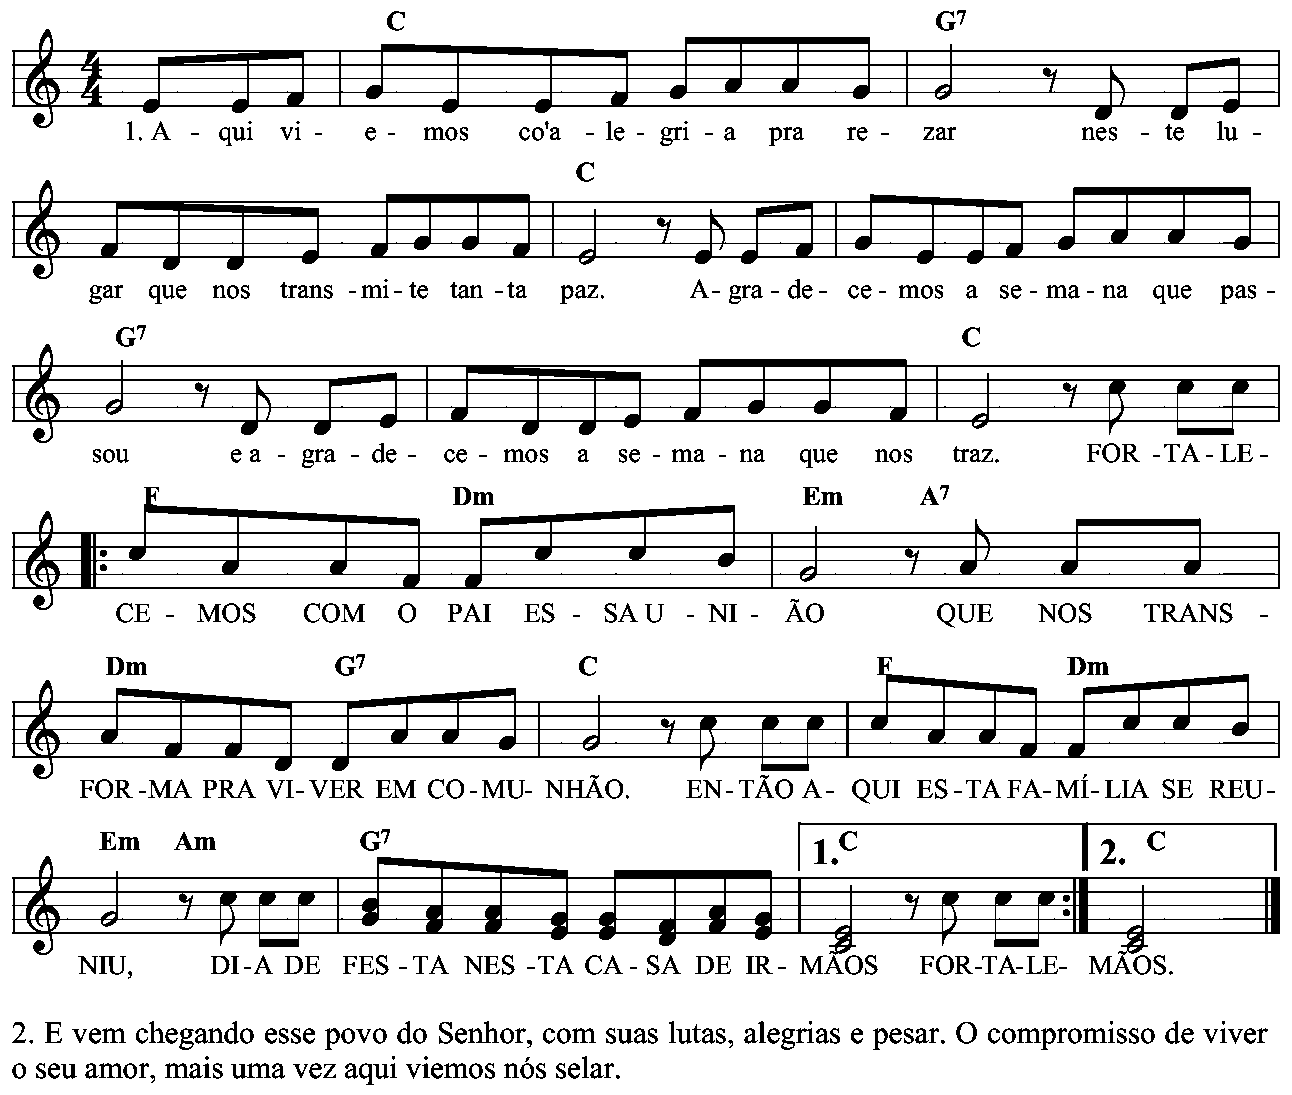 C G7
4
4
1. A - qui vi - e - mos co'a - le - gri - a pra re - zar nes - te lu -
C
gar que nos trans - mi - te tan - ta paz. A - gra - de - ce - mos a se - ma - na que pas -
G7 C
sou e a - gra - de - ce - mos a se - ma - na que nos traz. FOR - TA - LE -
F Dm Em A7
CE - MOS COM O PAI ES - SA U - NI - ÃO QUE NOS TRANS -
Dm G7 C F Dm
FOR - MA PRA VI - VER EM CO - MU - NHÃO. EN - TÃO A - QUI ES - TA FA - MÍ - LIA SE REU -
Em Am G7 1. C 2. C
NIU, DI - A DE FES - TA NES - TA CA - SA DE IR - MÃOS FOR - TA - LE - MÃOS.
2. E vem chegando esse povo do Senhor, com suas lutas, alegrias e pesar. O compromisso de viver
o seu amor, mais uma vez aqui viemos nós selar.